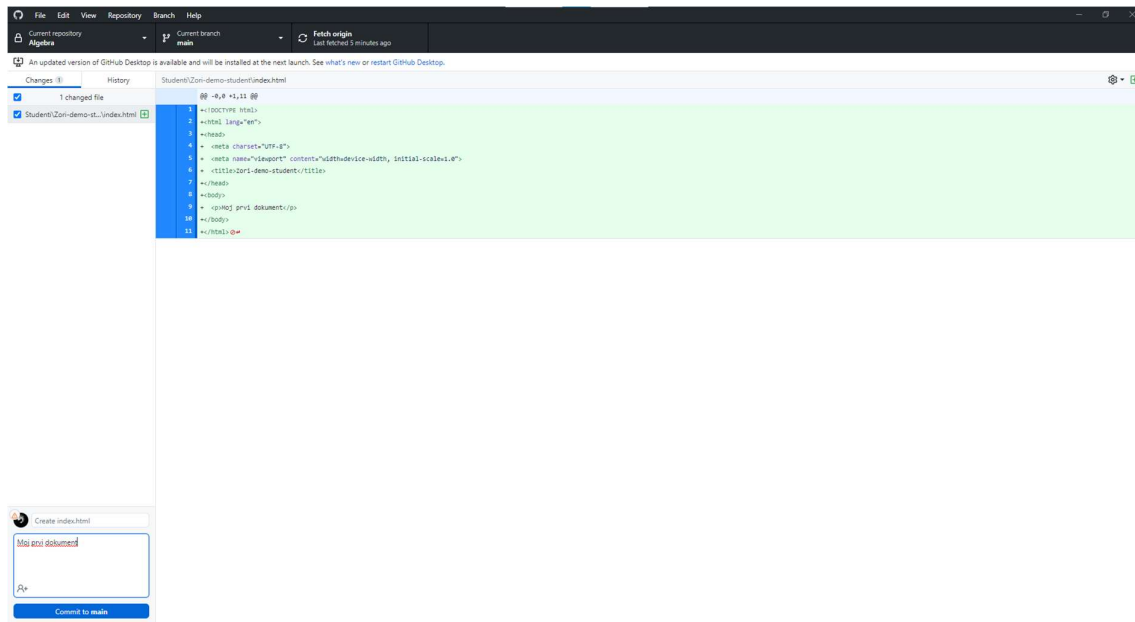 File Edit View Repository Branch Help
Current repository
Algebra
Current branch
main
Fetch origin
Last fetched 5 minutes ago
An updated version of GitHub Desktop is available and will be installed at the next launch. See what's new or restart GitHub Desktop.
Changes 1 History
Studenti\Zori-demo-student\index.html
1 changed file
Studenti\Zori-demo-st...\index.html
@@ -0,0 +1,11 @@
1 +<!DOCTYPE html>
2 +<html lang="en">
3 +<head>
4 + <meta charset="UTF-8">
5 + <meta name="viewport" content="width=device-width, initial-scale=1.0">
6 + <title>Zori-demo-student</title>
7 +</head>
8 +<body>
9 + <p>Moj prvi dokument</p>
10 +</body>
11 +</html>
Create index.html
Moj prvi dokument
Commit to main